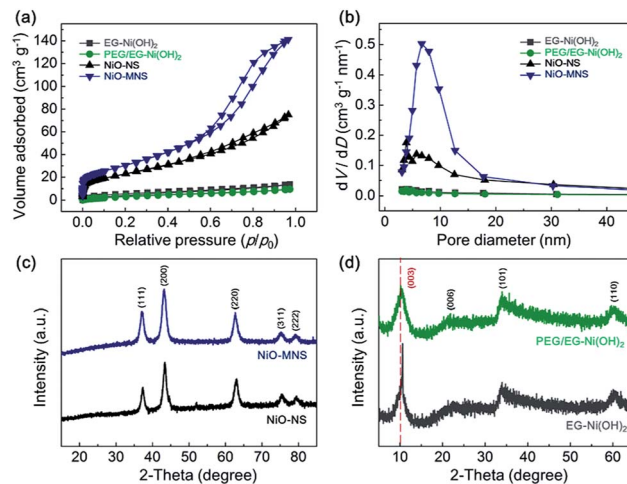 (a)
Volume adsorbed (cm³ g⁻¹)
140
120
100
80
60
40
20
0
EG-Ni(OH)₂
PEG/EG-Ni(OH)₂
NiO-NS
NiO-MNS
0.0 0.2 0.4 0.6 0.8 1.0
Relative pressure (p/p₀)
(b)
dV/dD (cm³ g⁻¹ nm⁻¹)
0.5
0.4
0.3
0.2
0.1
0.0
EG-Ni(OH)₂
PEG/EG-Ni(OH)₂
NiO-NS
NiO-MNS
0 10 20 30 40
Pore diameter (nm)
(c)
Intensity (a.u.)
(111)
(200)
(220)
(311)
(222)
NiO-MNS
NiO-NS
20 30 40 50 60 70 80
2-Theta (degree)
(d)
Intensity (a.u.)
(003)
(006)
(101)
(110)
PEG/EG-Ni(OH)₂
EG-Ni(OH)₂
10 20 30 40 50 60
2-Theta (degree)